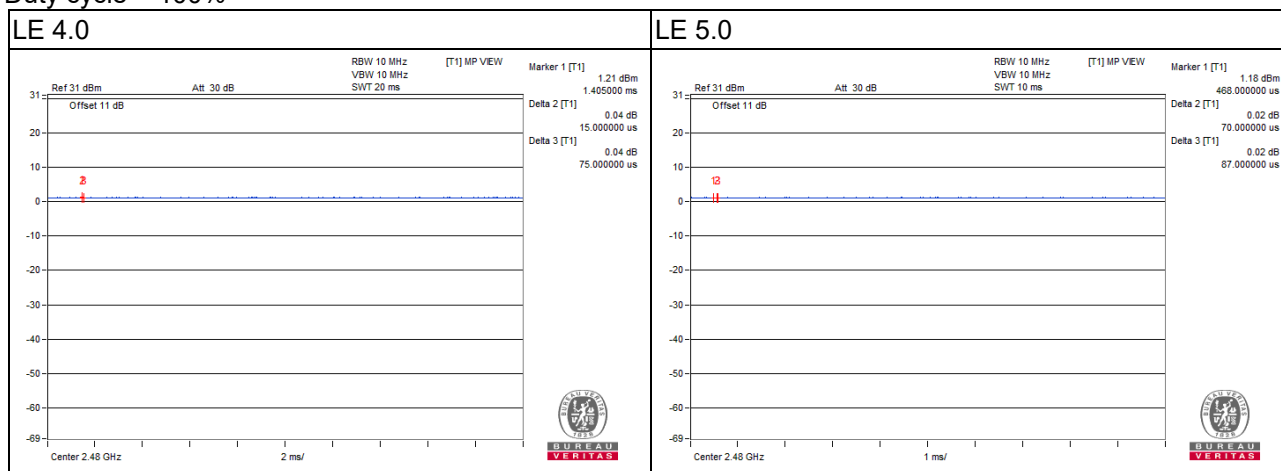 LE 4.0
RBW 10 MHz [T1] MP VIEW
VBW 10 MHz
Ref 31 dBm Att 30 dB SWT 20 ms
Marker 1 [T1]
1.21 dBm
1.405000 ms
Delta 2 [T1]
0.04 dB
15.000000 us
Delta 3 [T1]
0.04 dB
75.000000 us
31
Offset 11 dB
20
10
0
-10
-20
-30
-40
-50
-60
-69
Center 2.48 GHz 2 ms/
BUREAU
VERITAS
LE 5.0
RBW 10 MHz [T1] MP VIEW
VBW 10 MHz
Ref 31 dBm Att 30 dB SWT 10 ms
Marker 1 [T1]
1.18 dBm
468.000000 us
Delta 2 [T1]
0.02 dB
70.000000 us
Delta 3 [T1]
0.02 dB
87.000000 us
31
Offset 11 dB
20
10
0
-10
-20
-30
-40
-50
-60
-69
Center 2.48 GHz 1 ms/
BUREAU
VERITAS